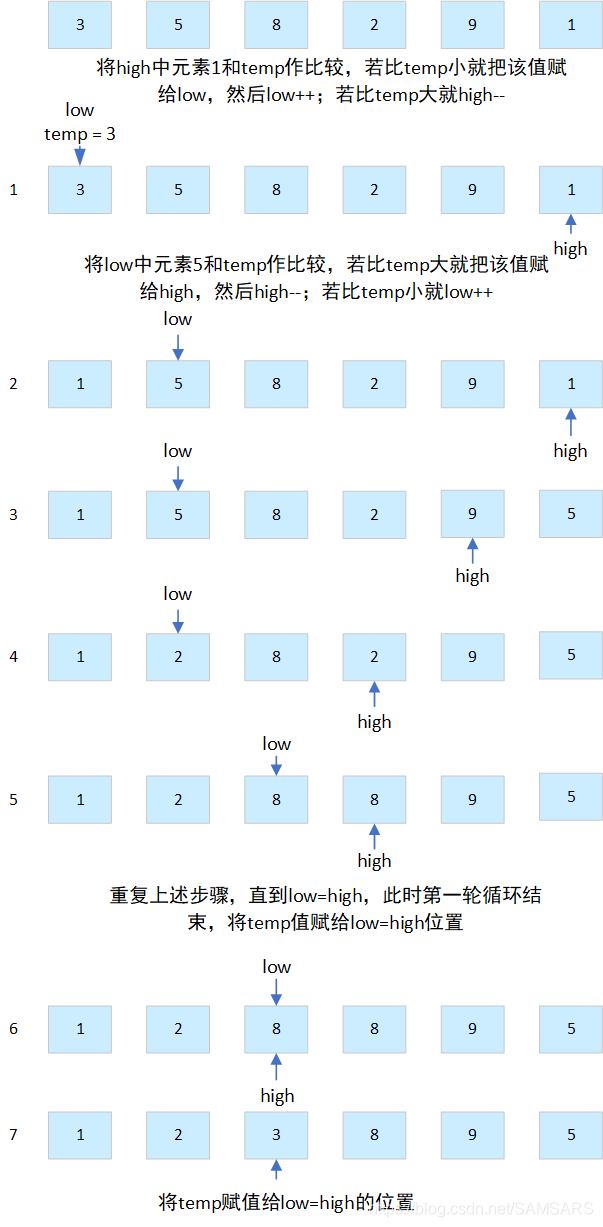 3 5 8 2 9 1
将high中元素1和temp作比较，若比temp小就把该值赋
给low，然后low++；若比temp大就high--
low
temp = 3
1 3 5 8 2 9 1
high
将low中元素5和temp作比较，若比temp大就把该值赋
给high，然后high--；若比temp小就low++
low
2 1 5 8 2 9 1
high
low
3 1 5 8 2 9 5
high
low
4 1 2 8 2 9 5
high
low
5 1 2 8 8 9 5
high
重复上述步骤，直到low=high，此时第一轮循环结
束，将temp值赋给low=high位置
low
6 1 2 8 8 9 5
high
7 1 2 3 8 9 5
将temp赋值给low=high的位置
https://blog.csdn.net/SAMSARS